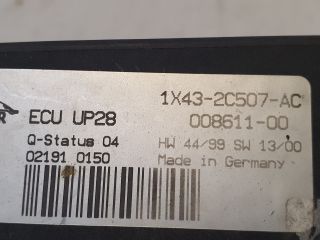 R ECU UP28
Q-Status 04
02191 0150
1X43-2C507-AC
008611-00
HW 44/99 SW 13/00
Made in Germany